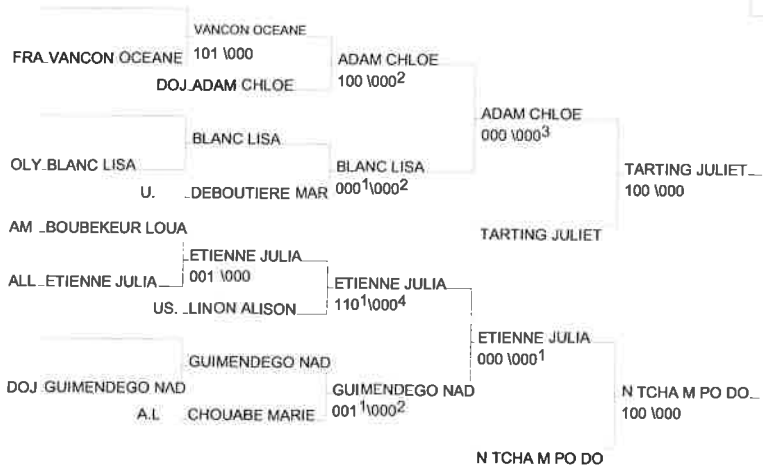 VANCON OCEANE
FRA VANCON OCEANE 101 \000
ADAM CHLOE
DOJ ADAM CHLOE 100 \000²
ADAM CHLOE
000 \000³
BLANC LISA
OLY BLANC LISA BLANC LISA
000¹\000²
TARTING JULIET
100 \000
U. DEBOUTIERE MAR
AM BOUBEKEUR LOUA TARTING JULIET
ETIENNE JULIA
001 \000
ALL ETIENNE JULIA ETIENNE JULIA
US. LINON ALISON 110¹\000⁴
ETIENNE JULIA
000 \000¹
GUIMENDEGO NAD
DOJ GUIMENDEGO NAD GUIMENDEGO NAD
001¹\000²
N TCHA M PO DO
100 \000
A.L CHOUABE MARIE
N TCHA M PO DO